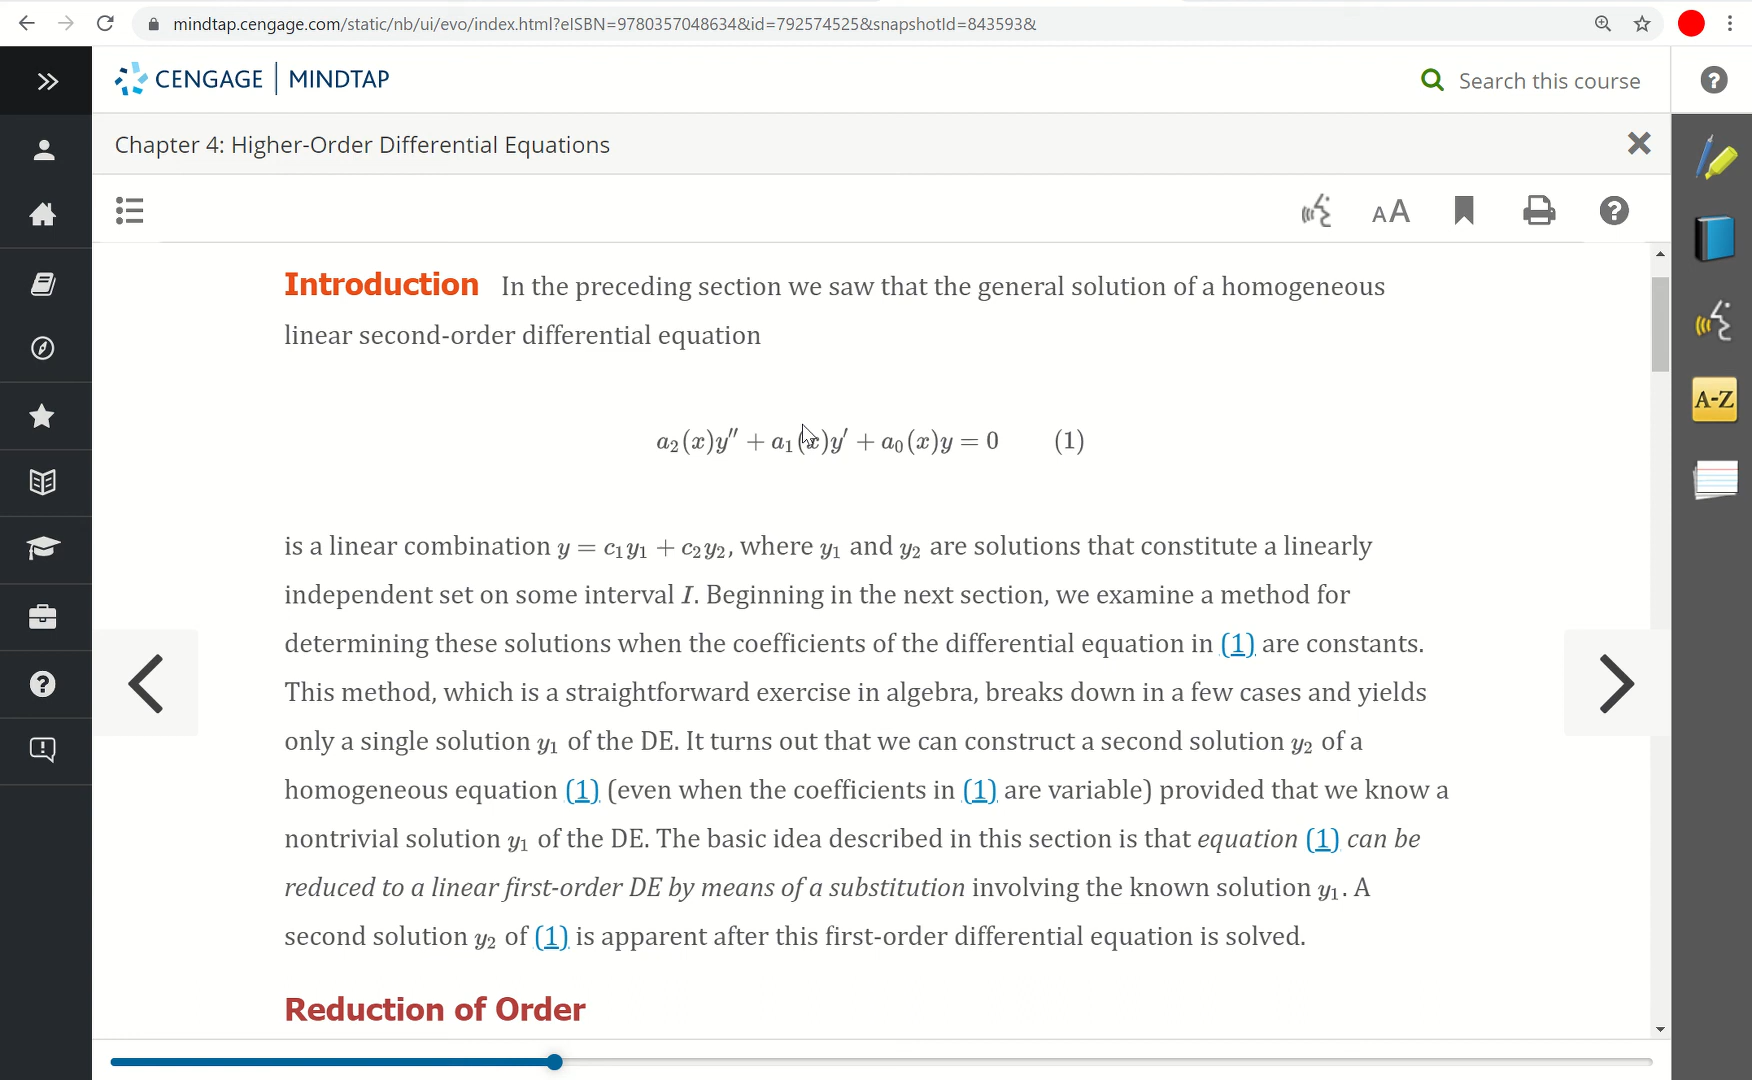 mindtap.cengage.com/static/nb/ui/evo/index.html?eISBN=9780357048634&id=792574525&snapshotId=843593&
CENGAGE | MINDTAP
Search this course
Chapter 4: Higher-Order Differential Equations
AA
Introduction In the preceding section we saw that the general solution of a homogeneous
linear second-order differential equation
a₂(x)y″ + a₁(x)y′ + a₀(x)y = 0 (1)
is a linear combination y = c₁y₁ + c₂y₂, where y₁ and y₂ are solutions that constitute a linearly
independent set on some interval I. Beginning in the next section, we examine a method for
determining these solutions when the coefficients of the differential equation in (1) are constants.
This method, which is a straightforward exercise in algebra, breaks down in a few cases and yields
only a single solution y₁ of the DE. It turns out that we can construct a second solution y₂ of a
homogeneous equation (1) (even when the coefficients in (1) are variable) provided that we know a
nontrivial solution y₁ of the DE. The basic idea described in this section is that equation (1) can be
reduced to a linear first-order DE by means of a substitution involving the known solution y₁. A
second solution y₂ of (1) is apparent after this first-order differential equation is solved.
Reduction of Order
A-Z